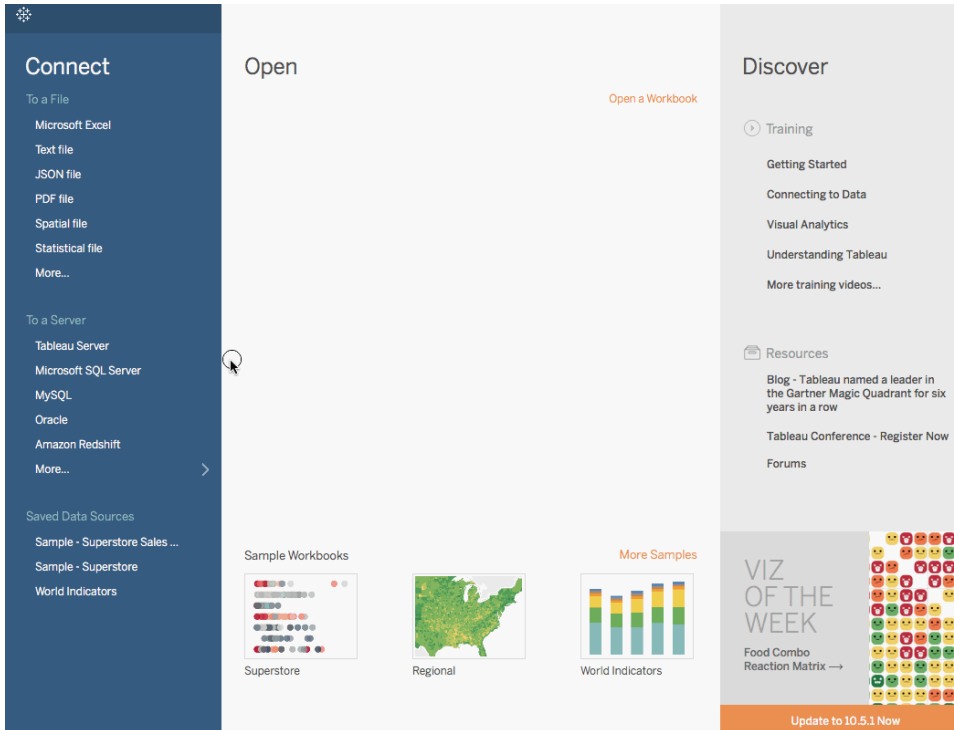 Connect
To a File
Microsoft Excel
Text file
JSON file
PDF file
Spatial file
Statistical file
More...
To a Server
Tableau Server
Microsoft SQL Server
MySQL
Oracle
Amazon Redshift
More...
Saved Data Sources
Sample - Superstore Sales ...
Sample - Superstore
World Indicators
Open
Open a Workbook
Sample Workbooks
More Samples
Superstore
Regional
World Indicators
Discover
Training
Getting Started
Connecting to Data
Visual Analytics
Understanding Tableau
More training videos...
Resources
Blog - Tableau named a leader in
the Gartner Magic Quadrant for six
years in a row
Tableau Conference - Register Now
Forums
VIZ
OF THE
WEEK
Food Combo
Reaction Matrix →
Update to 10.5.1 Now